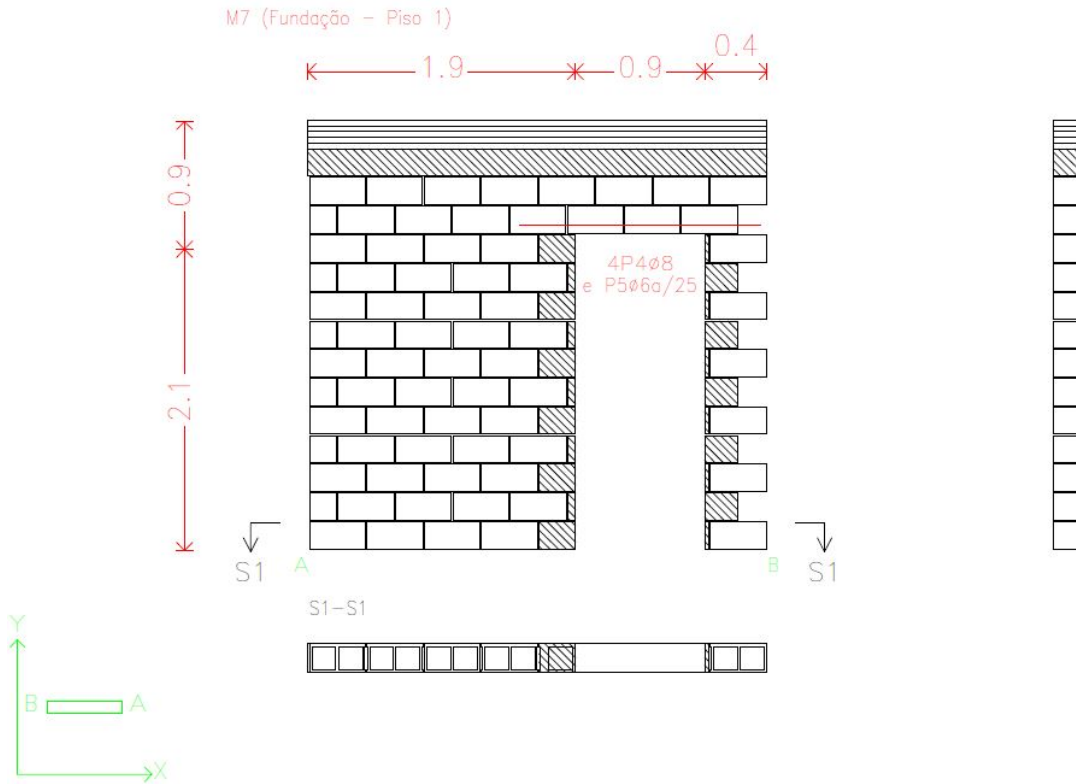 M7 (Fundação - Piso 1)
1.9
0.9
0.4
0.9
2.1
4P4ø8
e P5ø6a/25
S1
A
B
S1
S1-S1
Y
B
A
X